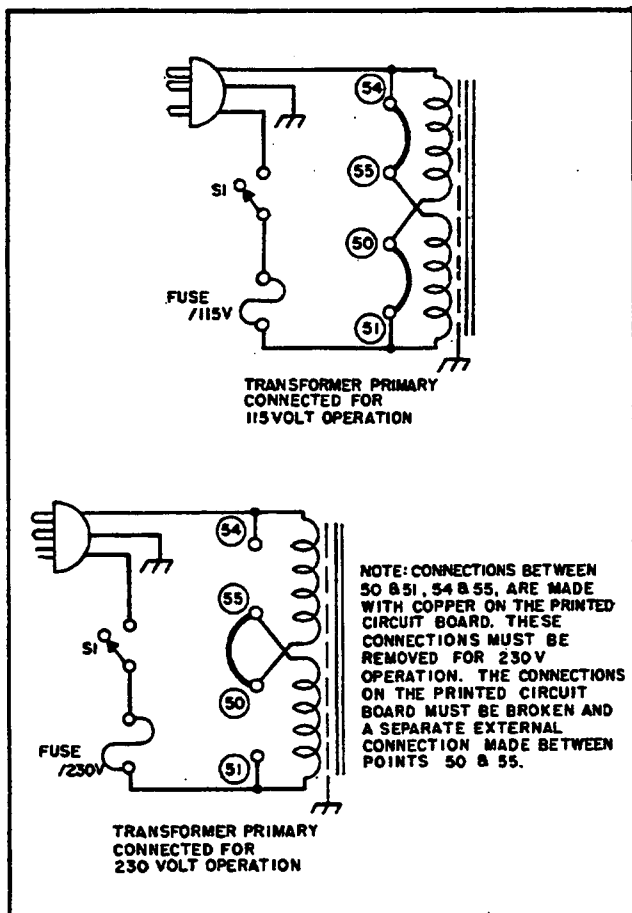 54
55
S1
50
FUSE
/115V
51
TRANSFORMER PRIMARY
CONNECTED FOR
115 VOLT OPERATION
54
55
S1
50
FUSE
/230V
51
NOTE: CONNECTIONS BETWEEN
50 & 51, 54 & 55, ARE MADE
WITH COPPER ON THE PRINTED
CIRCUIT BOARD. THESE
CONNECTIONS MUST BE
REMOVED FOR 230V
OPERATION. THE CONNECTIONS
ON THE PRINTED CIRCUIT
BOARD MUST BE BROKEN AND
A SEPARATE EXTERNAL
CONNECTION MADE BETWEEN
POINTS 50 & 55.
TRANSFORMER PRIMARY
CONNECTED FOR
230 VOLT OPERATION